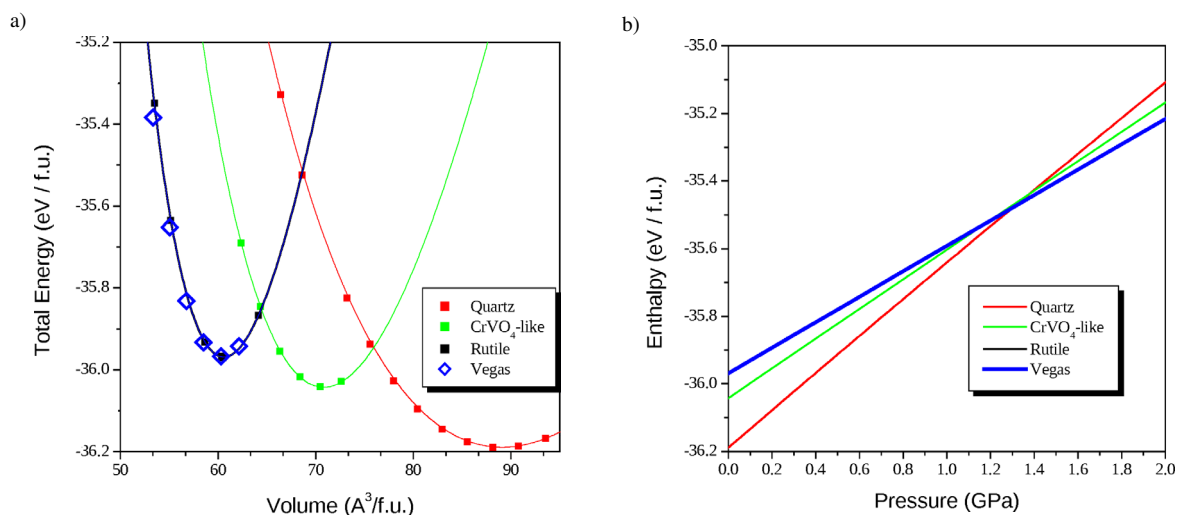 a)
-35.2
-35.4
-35.6
-35.8
-36.0
-36.2
Total Energy (eV / f.u.)
50
60
70
80
90
Volume (A³/f.u.)
Quartz
CrVO₄-like
Rutile
Vegas
b)
-35.0
-35.2
-35.4
-35.6
-35.8
-36.0
-36.2
Enthalpy (eV / f.u.)
0.0
0.2
0.4
0.6
0.8
1.0
1.2
1.4
1.6
1.8
2.0
Pressure (GPa)
Quartz
CrVO₄-like
Rutile
Vegas